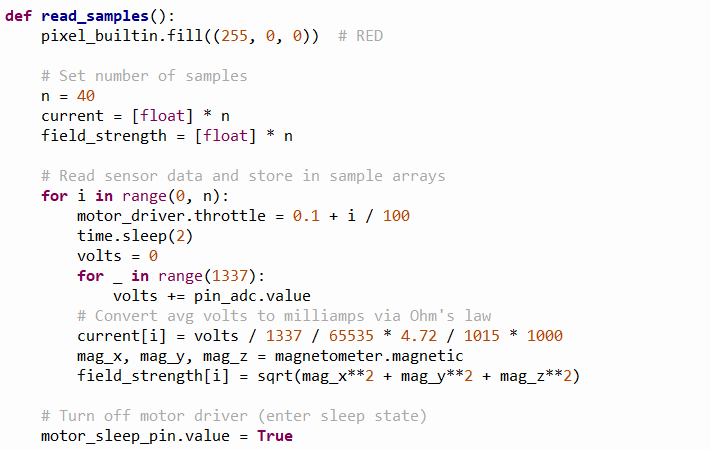 def read_samples():
    pixel_builtin.fill((255, 0, 0))  # RED

    # Set number of samples
    n = 40
    current = [float] * n
    field_strength = [float] * n

    # Read sensor data and store in sample arrays
    for i in range(0, n):
        motor_driver.throttle = 0.1 + i / 100
        time.sleep(2)
        volts = 0
        for _ in range(1337):
            volts += pin_adc.value
        # Convert avg volts to milliamps via Ohm's law
        current[i] = volts / 1337 / 65535 * 4.72 / 1015 * 1000
        mag_x, mag_y, mag_z = magnetometer.magnetic
        field_strength[i] = sqrt(mag_x**2 + mag_y**2 + mag_z**2)

    # Turn off motor driver (enter sleep state)
    motor_sleep_pin.value = True